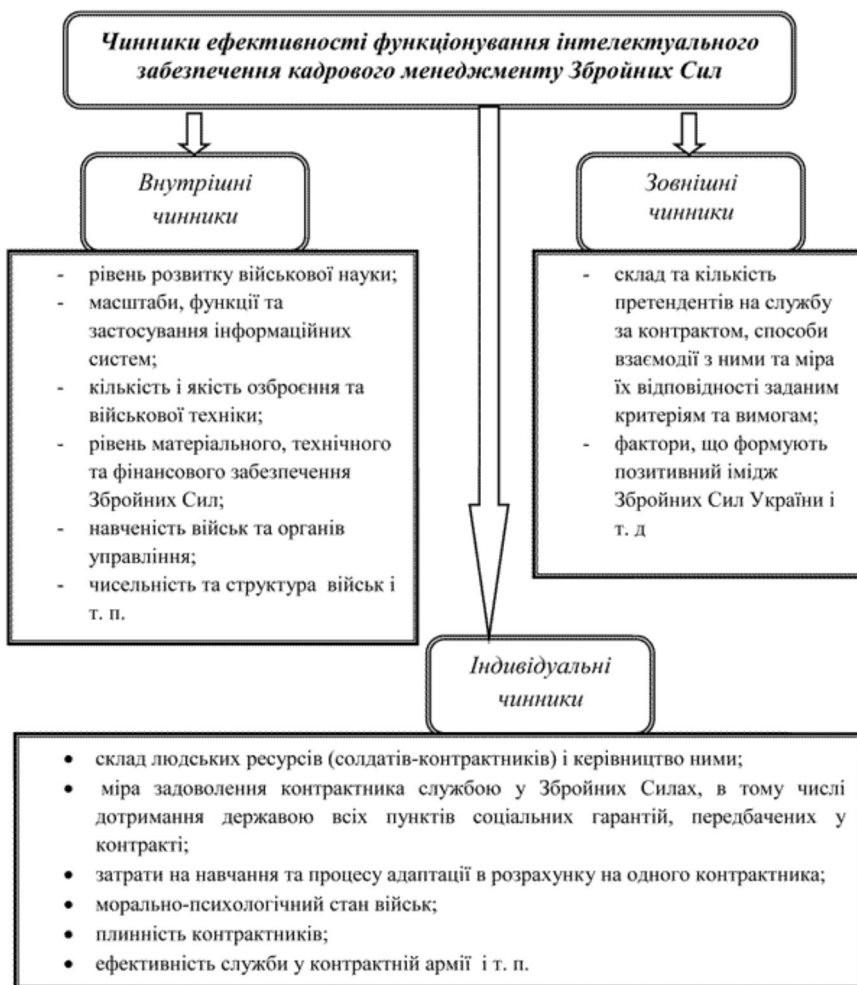 Чинники ефективності функціонування інтелектуального
забезпечення кадрового менеджменту Збройних Сил
Внутрішні
чинники
- рівень розвитку військової науки;
- масштаби, функції та
застосування інформаційних
систем;
- кількість і якість озброєння та
військової техніки;
- рівень матеріального, технічного
та фінансового забезпечення
Збройних Сил;
- навченість військ та органів
управління;
- чисельність та структура військ і
т. п.
Зовнішні
чинники
- склад та кількість
претендентів на службу
за контрактом, способи
взаємодії з ними та міра
їх відповідності заданим
критеріям та вимогам;
- фактори, що формують
позитивний імідж
Збройних Сил України і
т. д
Індивідуальні
чинники
• склад людських ресурсів (солдатів-контрактників) і керівництво ними;
• міра задоволення контрактника службою у Збройних Силах, в тому числі
дотримання державою всіх пунктів соціальних гарантій, передбачених у
контракті;
• затрати на навчання та процесу адаптації в розрахунку на одного контрактника;
• морально-психологічний стан військ;
• плинність контрактників;
• ефективність служби у контрактній армії і т. п.